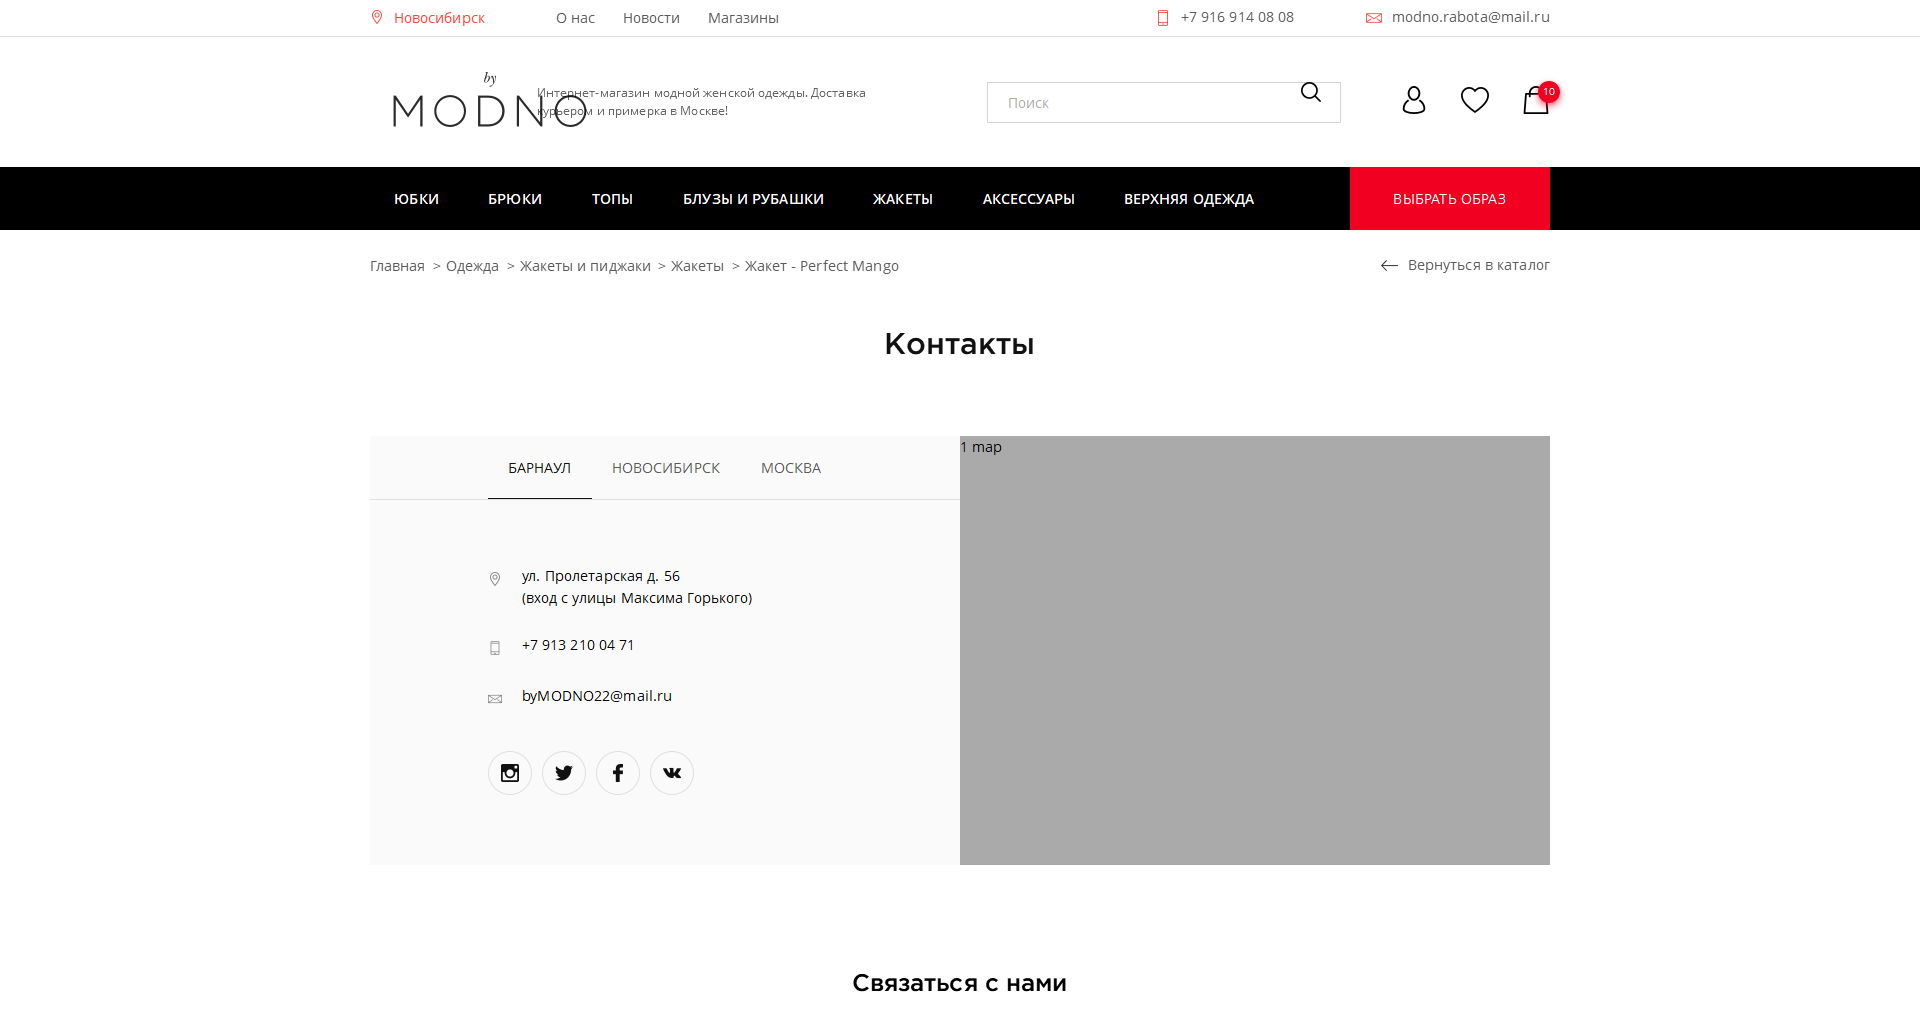 Новосибирск
О нас
Новости
Магазины
+7 916 914 08 08
modno.rabota@mail.ru
by
MODNO
Интернет-магазин модной женской одежды. Доставка
курьером и примерка в Москве!
Поиск
10
ЮБКИ
БРЮКИ
ТОПЫ
БЛУЗЫ И РУБАШКИ
ЖАКЕТЫ
АКСЕССУАРЫ
ВЕРХНЯЯ ОДЕЖДА
ВЫБРАТЬ ОБРАЗ
Главная > Одежда > Жакеты и пиджаки > Жакеты > Жакет - Perfect Mango
Вернуться в каталог
Контакты
БАРНАУЛ
НОВОСИБИРСК
МОСКВА
1 map
ул. Пролетарская д. 56
(вход с улицы Максима Горького)
+7 913 210 04 71
byMODNO22@mail.ru
Связаться с нами